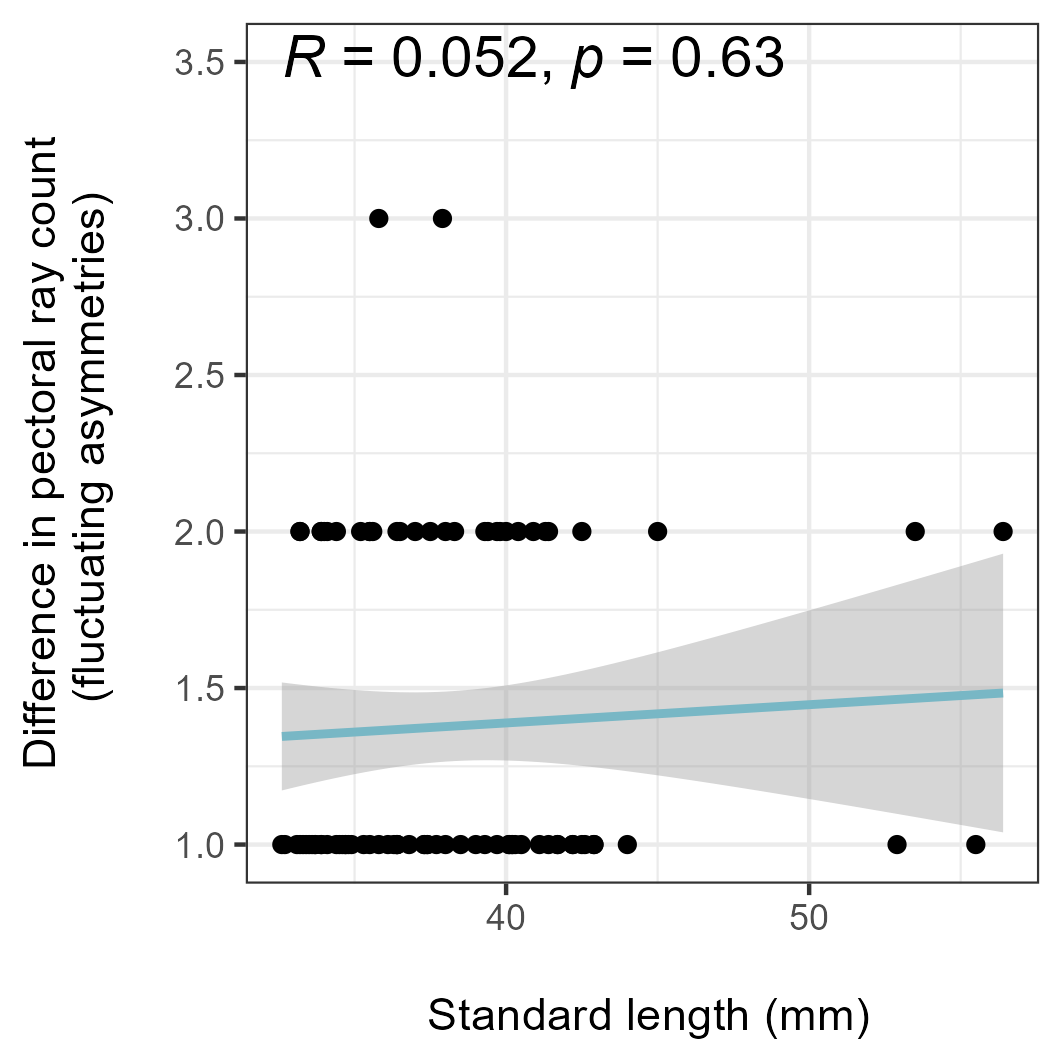 R = 0.052, p = 0.63
Difference in pectoral ray count
(fluctuating asymmetries)
3.5
3.0
2.5
2.0
1.5
1.0
40 50
Standard length (mm)